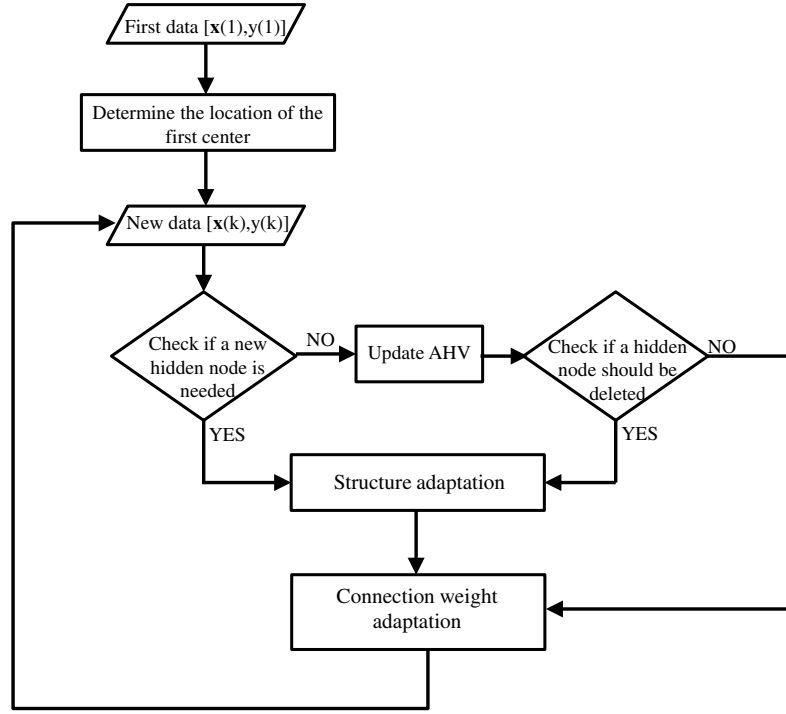 First data [x(1),y(1)]
Determine the location of the
first center
New data [x(k),y(k)]
Check if a new
hidden node is
needed
NO
Update AHV
Check if a hidden
node should be
deleted
NO
YES
YES
Structure adaptation
Connection weight
adaptation